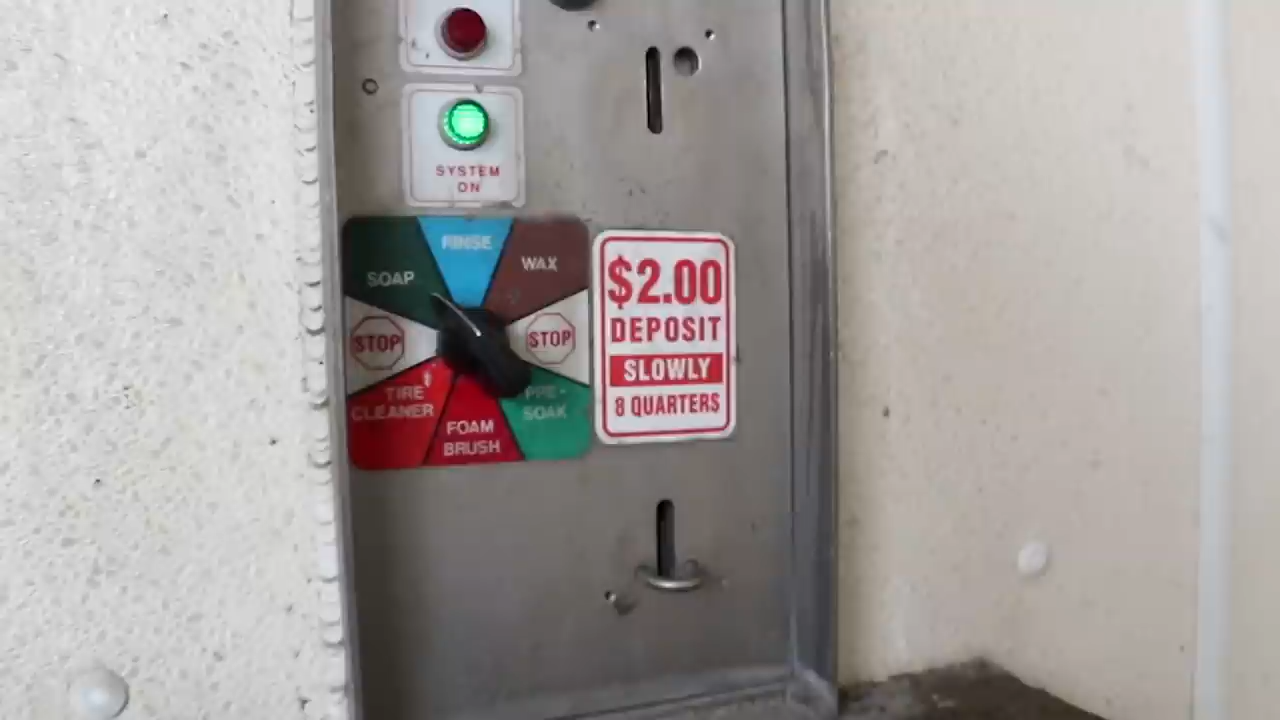 SYSTEM
ON
RINSE
SOAP
WAX
STOP
STOP
TIRE
CLEANER
FOAM
BRUSH
PRE-
SOAK
$2.00
DEPOSIT
SLOWLY
8 QUARTERS